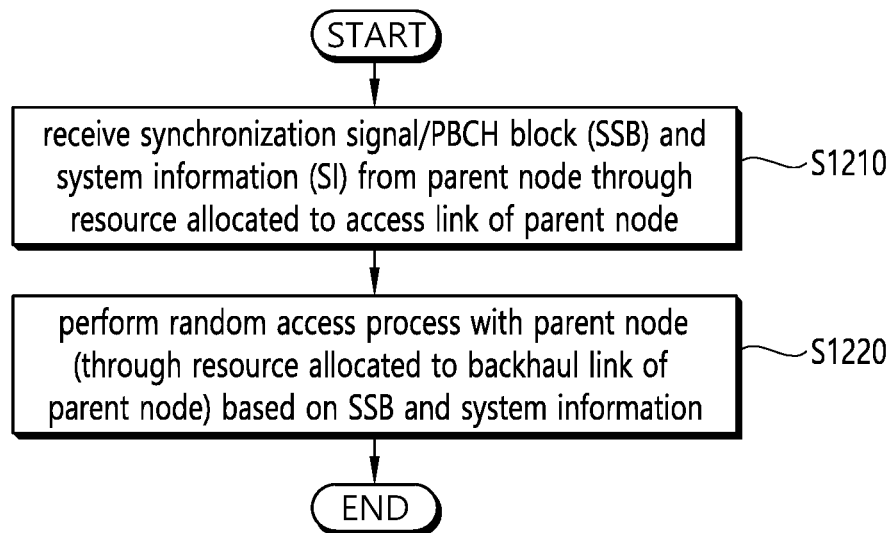 START
receive synchronization signal/PBCH block (SSB) and
system information (SI) from parent node through
resource allocated to access link of parent node
S1210
perform random access process with parent node
(through resource allocated to backhaul link of
parent node) based on SSB and system information
S1220
END